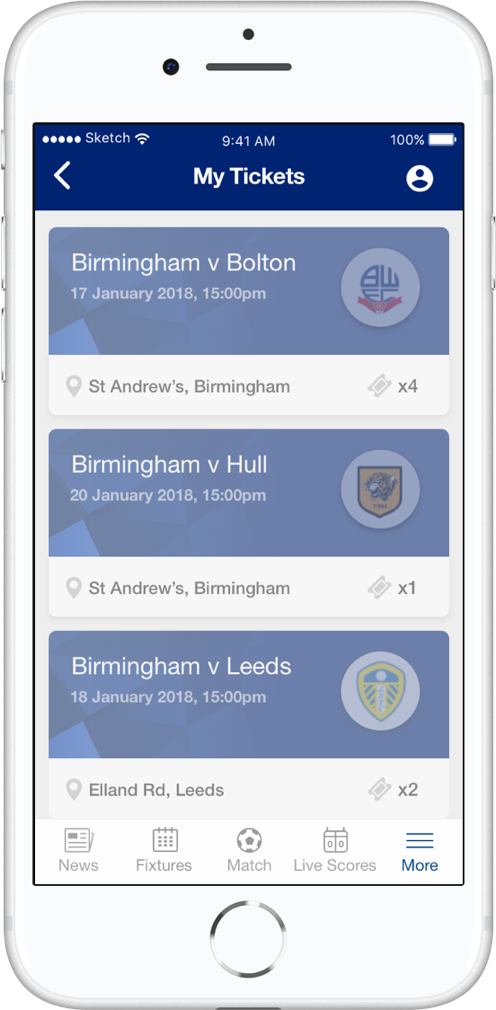 Sketch 9:41 AM 100%
My Tickets
Birmingham v Bolton
17 January 2018, 15:00pm
St Andrew's, Birmingham x4
Birmingham v Hull
20 January 2018, 15:00pm
St Andrew's, Birmingham x1
Birmingham v Leeds
18 January 2018, 15:00pm
Elland Rd, Leeds x2
News Fixtures Match Live Scores More